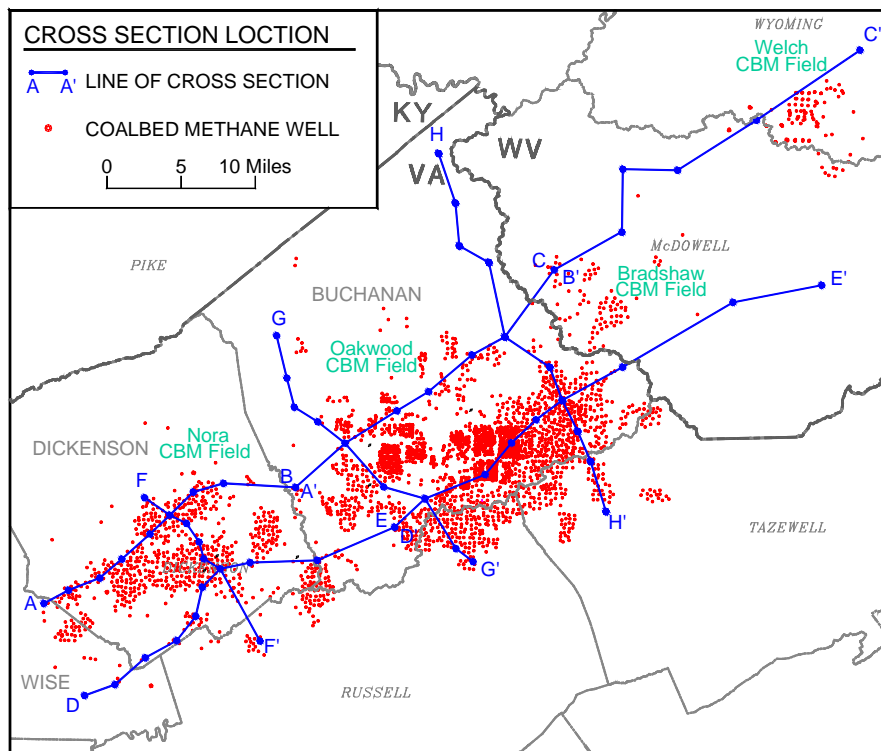 CROSS SECTION LOCTION
A A' LINE OF CROSS SECTION
COALBED METHANE WELL
0 5 10 Miles
WYOMING
C'
Welch
CBM Field
KY
H
WV
VA
PIKE
McDOWELL
C
B'
Bradshaw
CBM Field
E'
BUCHANAN
G
Oakwood
CBM Field
DICKENSON
Nora
CBM Field
F
B
A'
E
D'
H'
TAZEWELL
G'
A
F'
WISE
D
RUSSELL